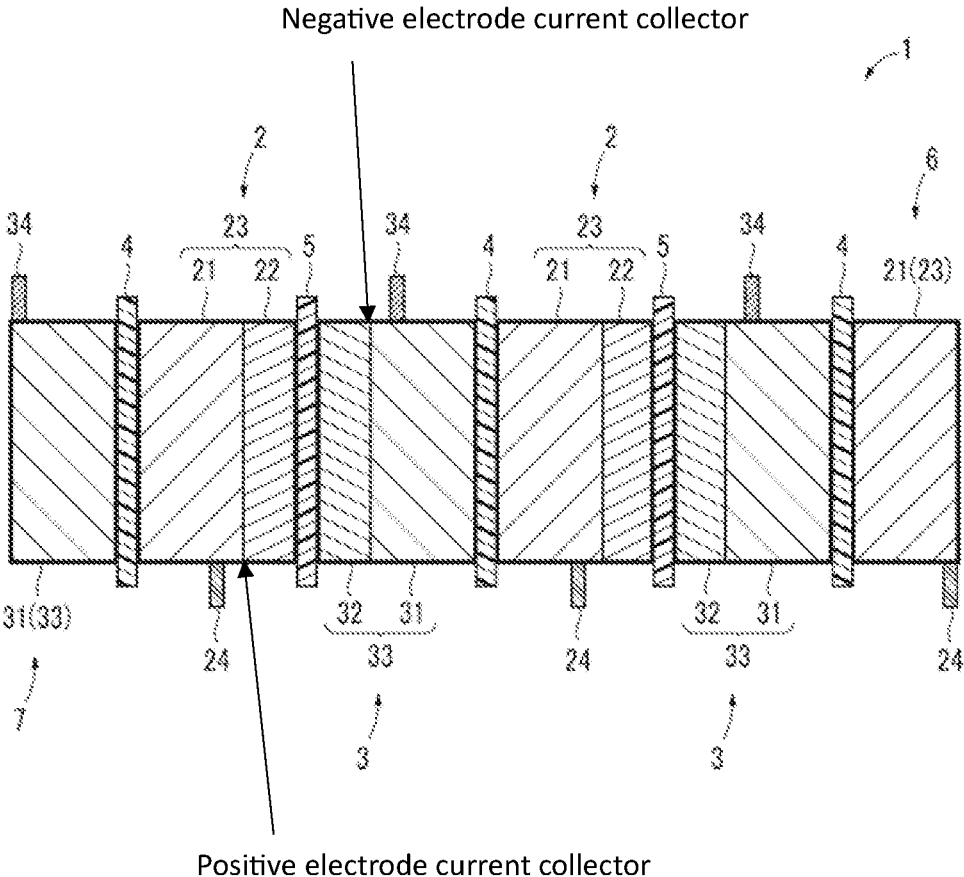 Negative electrode current collector
1
2 2
6
34 4 23 5 34 4 23 5 34 4
21 22 21 22 21(23)
31(33) 32 31 32 31
24 33 24 33 24
7 3 3
Positive electrode current collector